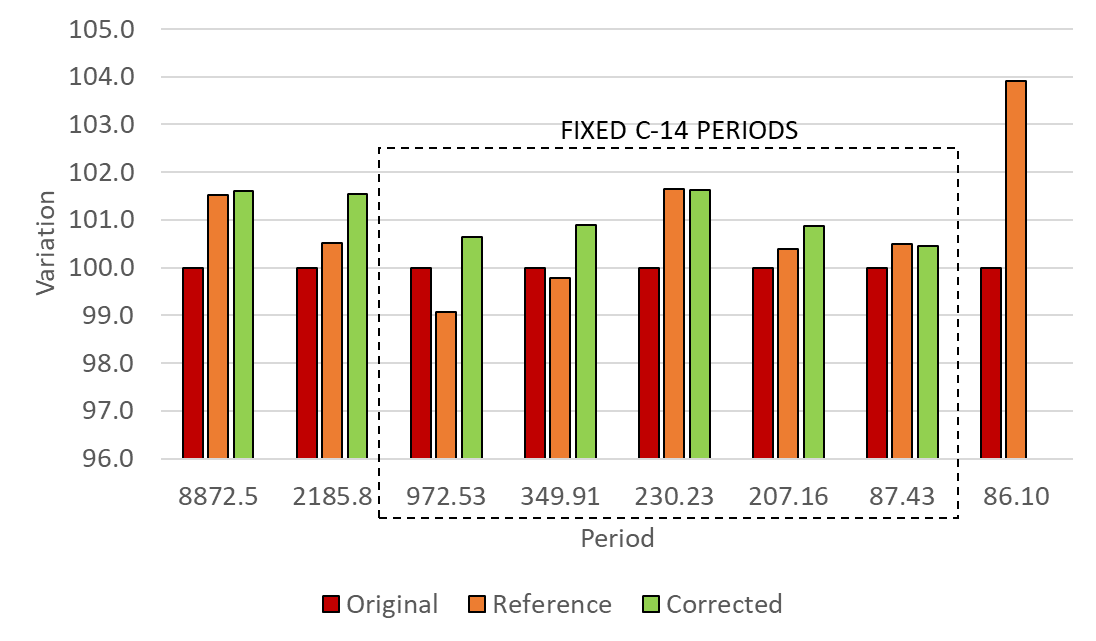 105.0
104.0
103.0
FIXED C-14 PERIODS
102.0
101.0
100.0
99.0
98.0
97.0
96.0
Variation
8872.5 2185.8 972.53 349.91 230.23 207.16 87.43 86.10
Period
Original Reference Corrected